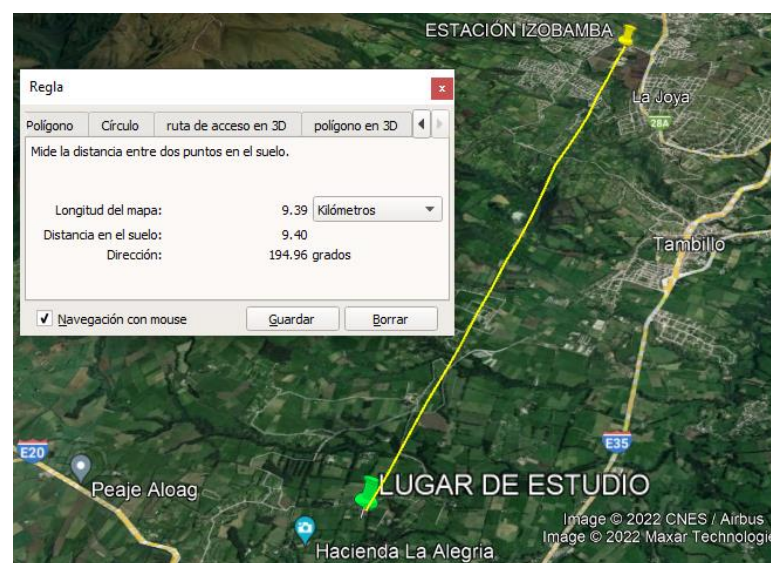 ESTACIÓN IZOBAMBA
Regla
x
Polígono Círculo ruta de acceso en 3D polígono en 3D
Mide la distancia entre dos puntos en el suelo.
Longitud del mapa: 9.39 Kilómetros
Distancia en el suelo: 9.40
Dirección: 194.96 grados
Navegación con mouse Guardar Borrar
La Joya
28A
Tambillo
E35
E20
Peaje Aloag
LUGAR DE ESTUDIO
Hacienda La Alegria
Image © 2022 CNES / Airbus
Image © 2022 Maxar Technologie